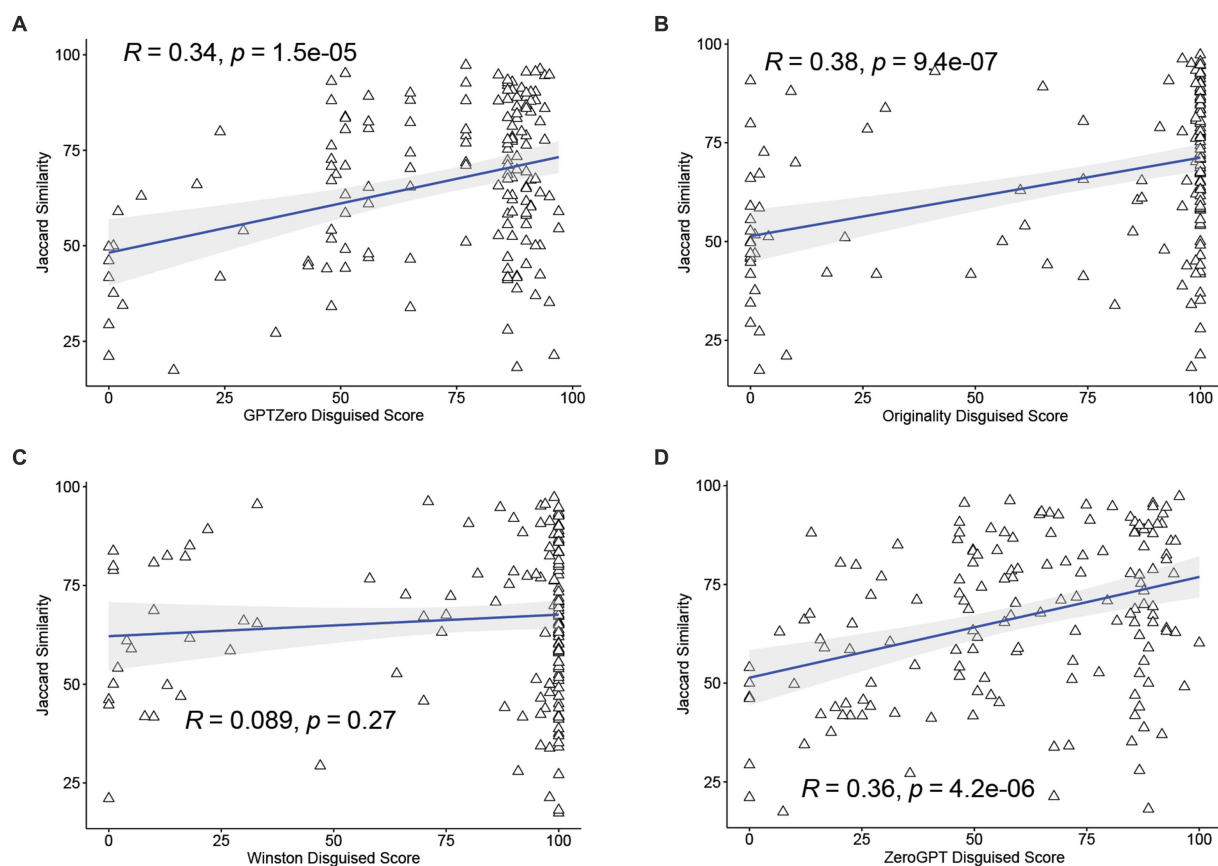 A
R = 0.34, p = 1.5e-05
100
75
50
25
Jaccard Similarity
0 25 50 75 100
GPTZero Disguised Score
B
R = 0.38, p = 9.4e-07
100
75
50
25
Jaccard Similarity
0 25 50 75 100
Originality Disguised Score
C
100
75
50
25
Jaccard Similarity
R = 0.089, p = 0.27
0 25 50 75 100
Winston Disguised Score
D
100
75
50
25
Jaccard Similarity
R = 0.36, p = 4.2e-06
0 25 50 75 100
ZeroGPT Disguised Score